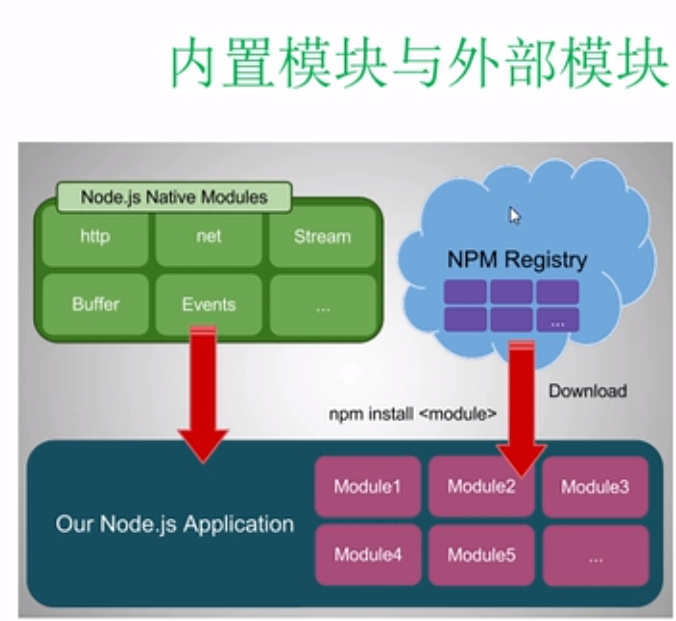 内置模块与外部模块
Node.js Native Modules
http
net
Stream
Buffer
Events
...
NPM Registry
...
Download
npm install <module>
Our Node.js Application
Module1
Module2
Module3
Module4
Module5
...